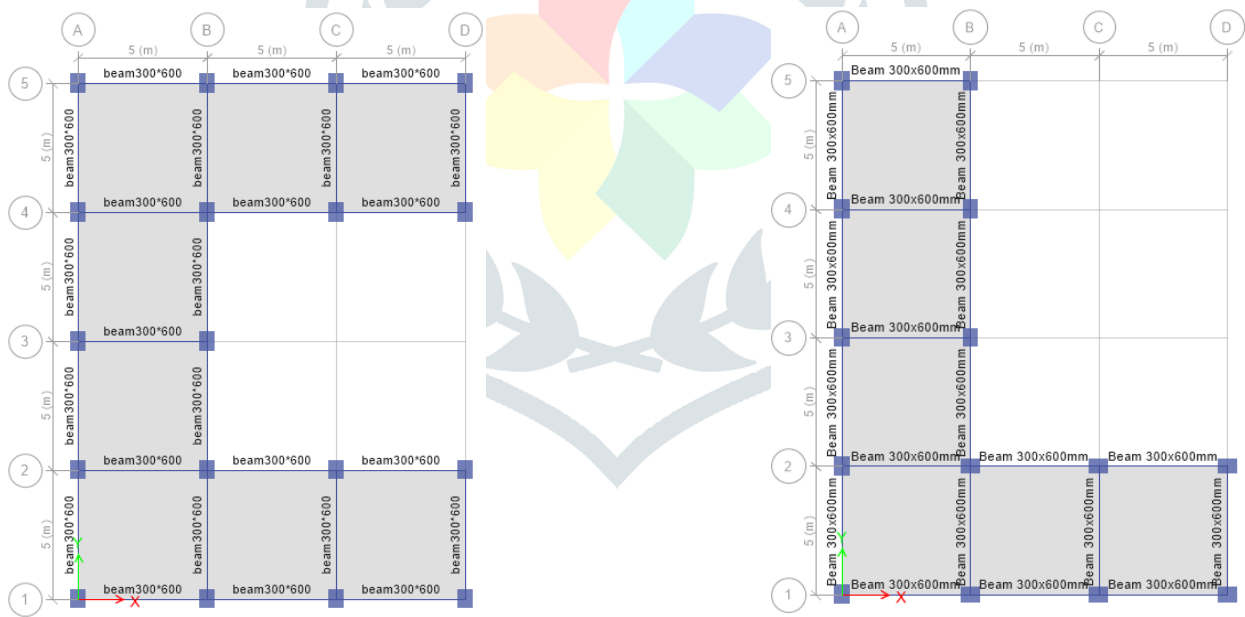 A B C D
5 (m) 5 (m) 5 (m)
5 beam300*600 beam300*600 beam300*600
5 (m) beam300*600 beam300*600 beam300*600 beam300*600
4 beam300*600 beam300*600 beam300*600
5 (m) beam300*600 beam300*600
3 beam300*600
5 (m) beam300*600 beam300*600
2 beam300*600 beam300*600 beam300*600
5 (m) beam300*600 beam300*600 beam300*600 beam300*600
Y
1 beam300*600 beam300*600 beam300*600
X
A B C D
5 (m) 5 (m) 5 (m)
5 Beam 300x600mm
5 (m) Beam 300x600mm Beam 300x600mm
4 Beam 300x600mm
5 (m) Beam 300x600mm Beam 300x600mm
3 Beam 300x600mm
5 (m) Beam 300x600mm Beam 300x600mm
2 Beam 300x600mm Beam 300x600mm Beam 300x600mm
5 (m) Beam 300x600mm Beam 300x600mm Beam 300x600mm Beam 300x600mm
Y
1 Beam 300x600mm Beam 300x600mm Beam 300x600mm
X